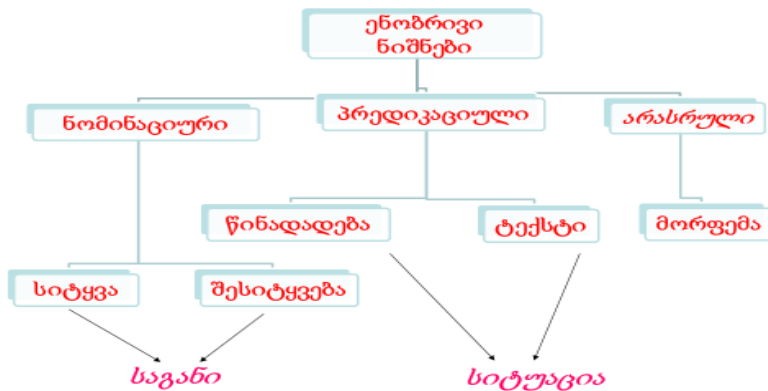 ენობრივი
ნიშნები
ნომინაციური
პრედიკაციული
არასრული
წინადადება
ტექსტი
მორფემა
სიტყვა
შესიტყვება
საგანი
სიტუაცია